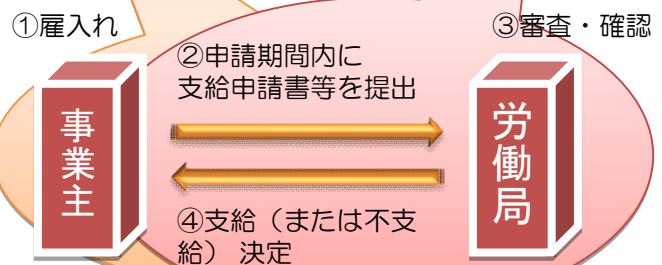 ①雇入れ
③審査・確認
②申請期間内に
支給申請書等を提出
事業主
労働局
④支給（または不支
給） 決定